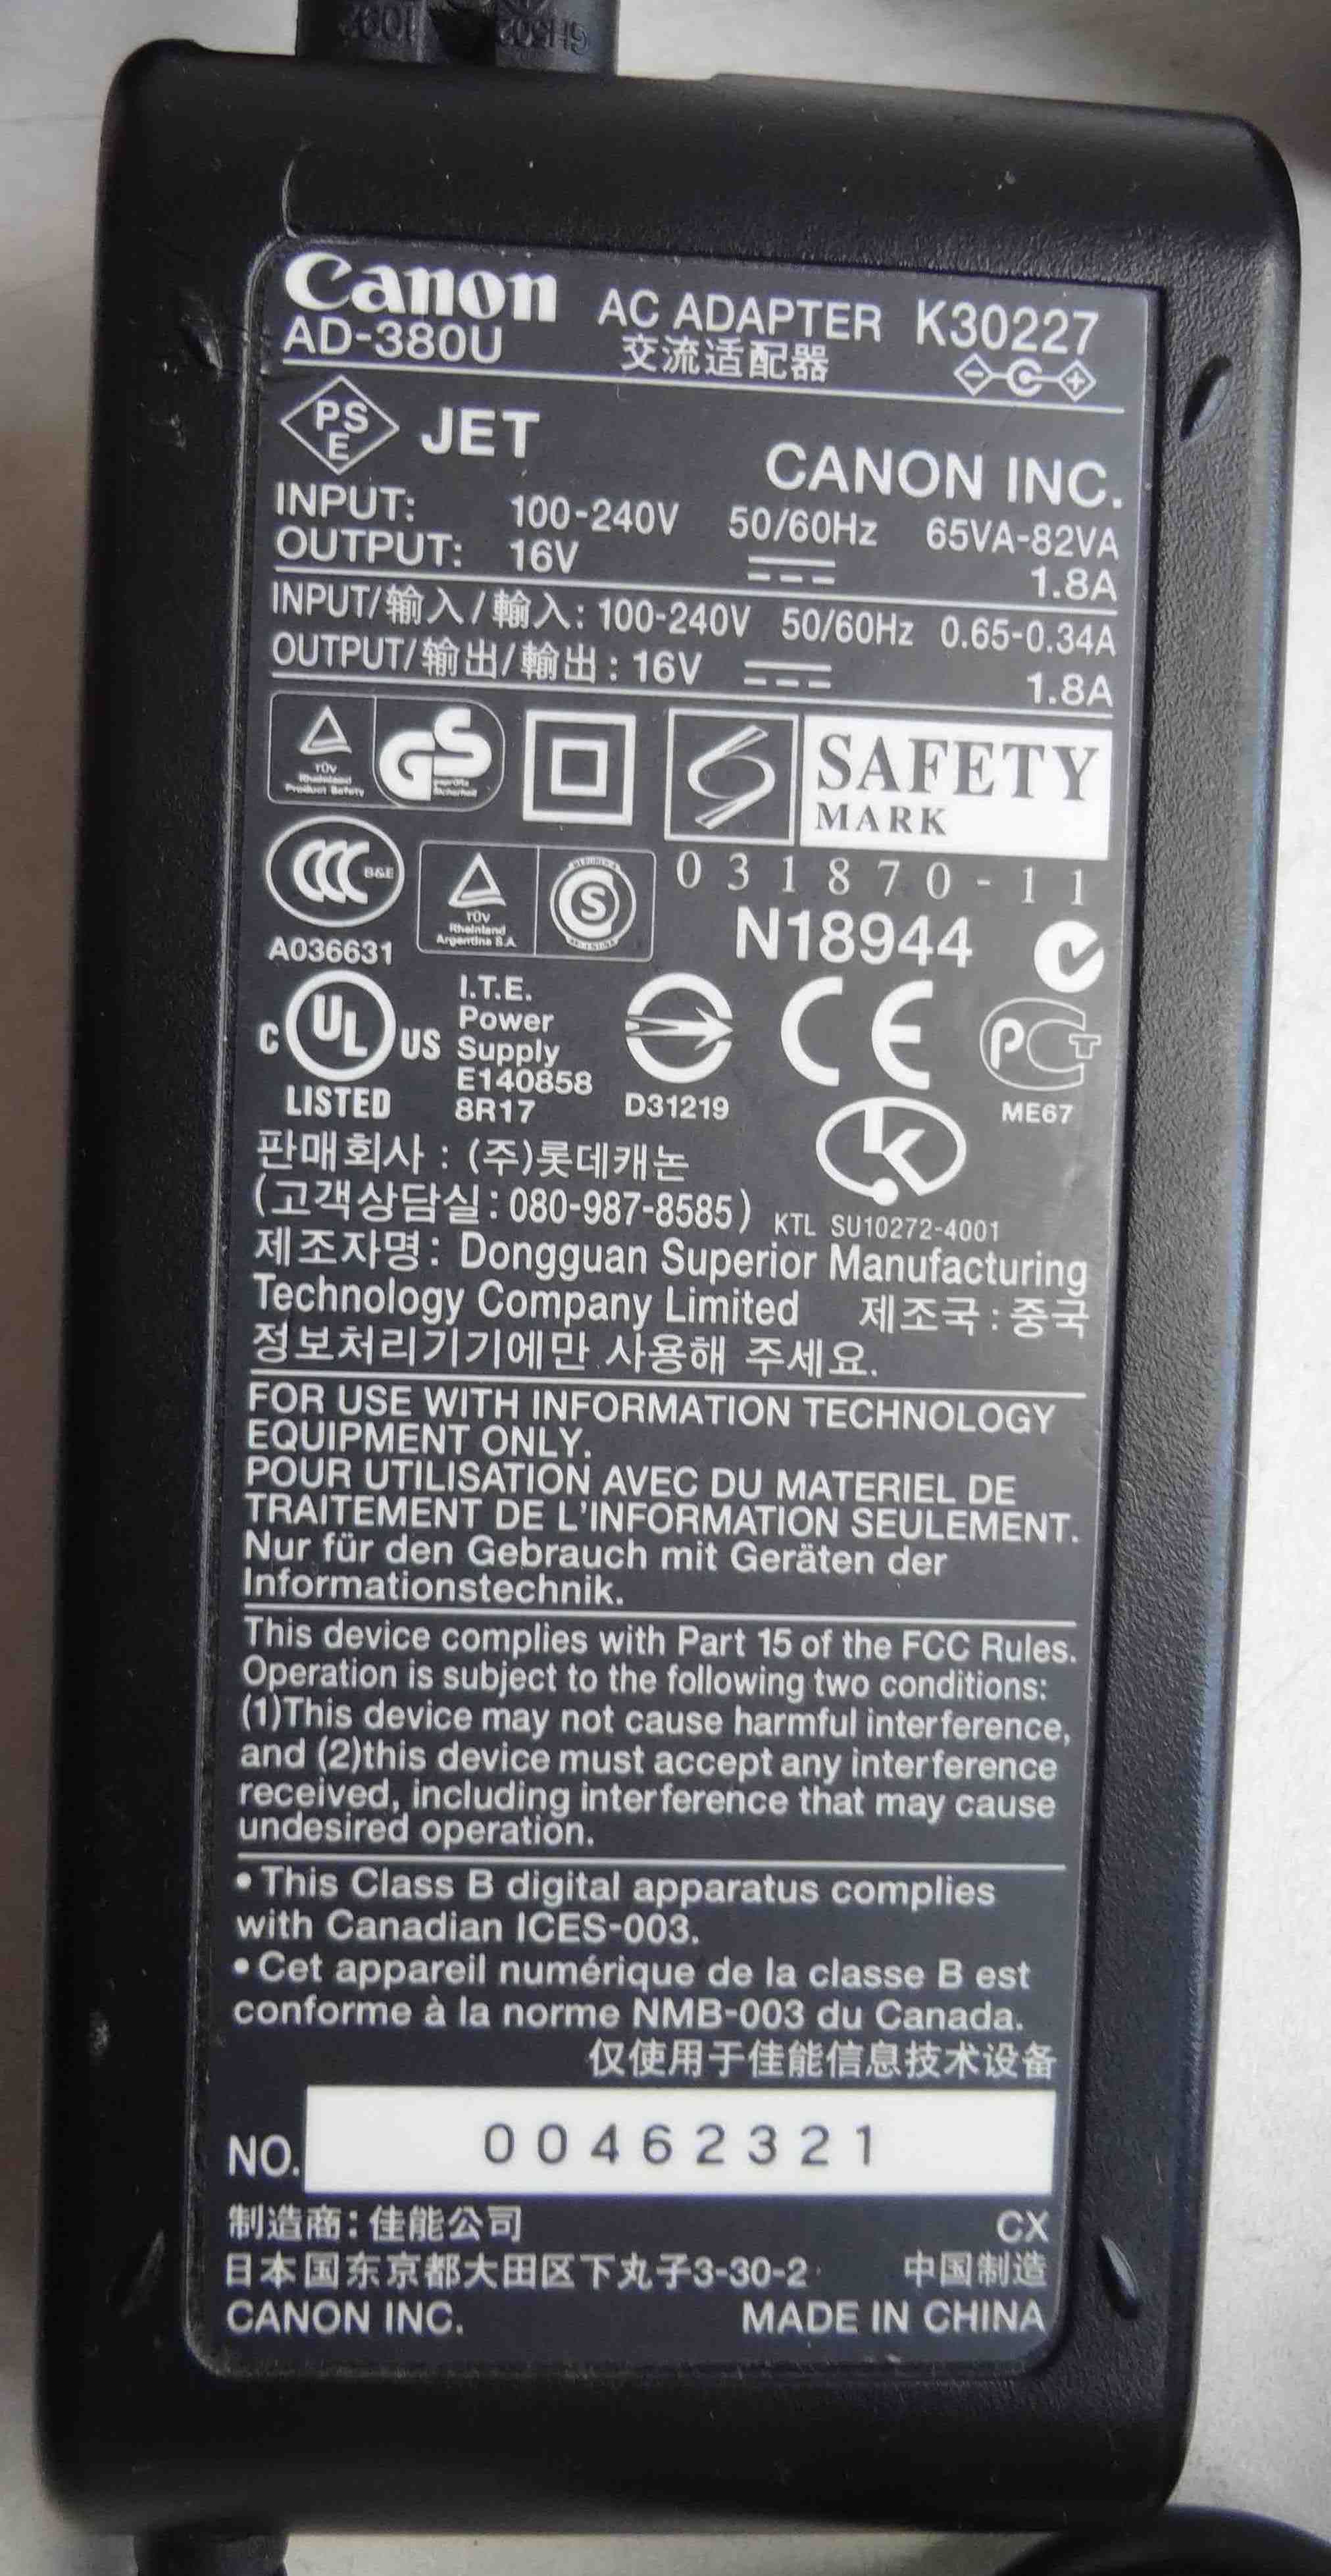 Canon AC ADAPTER K30227
AD-380U 交流适配器
PS
E
JET
CANON INC.
INPUT: 100-240V 50/60Hz 65VA-82VA
OUTPUT: 16V 1.8A
INPUT/输入/輸入: 100-240V 50/60Hz 0.65-0.34A
OUTPUT/输出/輸出: 16V 1.8A
TÜV
Rheinland
Product Safety
GS
geprüfte
Sicherheit
SAFETY
MARK
031870-11
CCC B&E
A036631
TÜV
Rheinland
Argentina S.A.
S
N18944
C UL US
LISTED
I.T.E.
Power
Supply
E140858
8R17
D31219
CE
PCT
ME67
K
판매회사 : (주)롯데캐논
(고객상담실: 080-987-8585) KTL SU10272-4001
제조자명: Dongguan Superior Manufacturing
Technology Company Limited 제조국 : 중국
정보처리기기에만 사용해 주세요.
FOR USE WITH INFORMATION TECHNOLOGY
EQUIPMENT ONLY.
POUR UTILISATION AVEC DU MATERIEL DE
TRAITEMENT DE L'INFORMATION SEULEMENT.
Nur für den Gebrauch mit Geräten der
Informationstechnik.
This device complies with Part 15 of the FCC Rules.
Operation is subject to the following two conditions:
(1)This device may not cause harmful interference,
and (2)this device must accept any interference
received, including interference that may cause
undesired operation.
• This Class B digital apparatus complies
with Canadian ICES-003.
• Cet appareil numérique de la classe B est
conforme à la norme NMB-003 du Canada.
仅使用于佳能信息技术设备
NO. 00462321
制造商: 佳能公司 CX
日本国东京都大田区下丸子3-30-2 中国制造
CANON INC. MADE IN CHINA